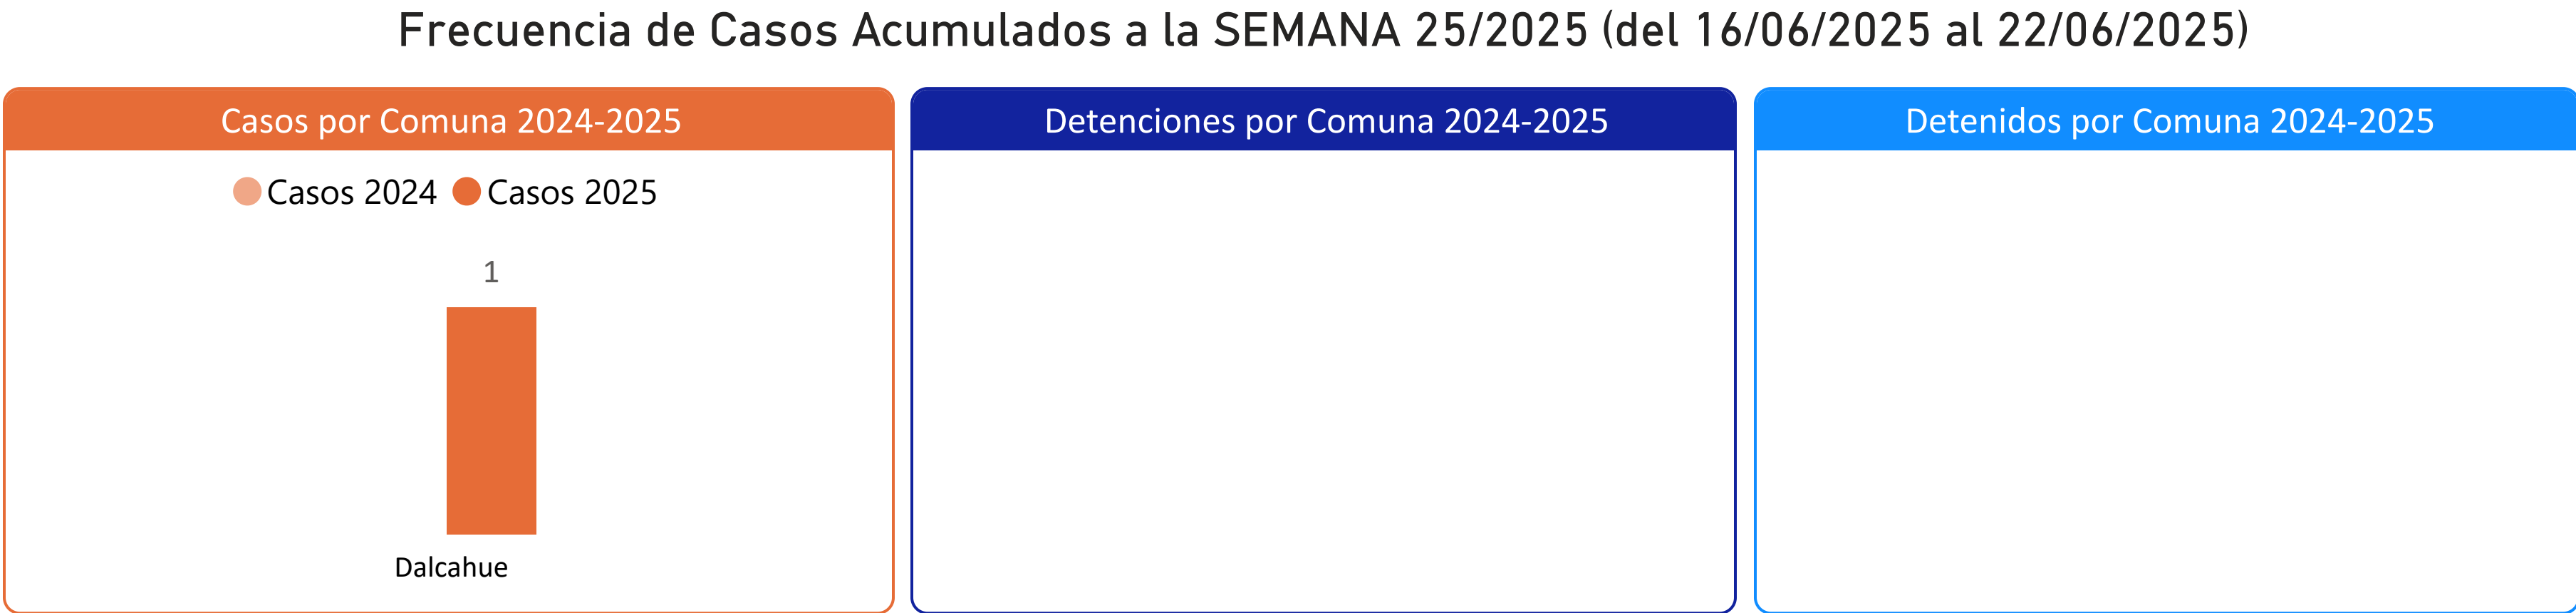 Frecuencia de Casos Acumulados a la SEMANA 25/2025 (del 16/06/2025 al 22/06/2025)
Casos por Comuna 2024-2025
Casos 2024 Casos 2025
1
Dalcahue
Detenciones por Comuna 2024-2025
Detenidos por Comuna 2024-2025